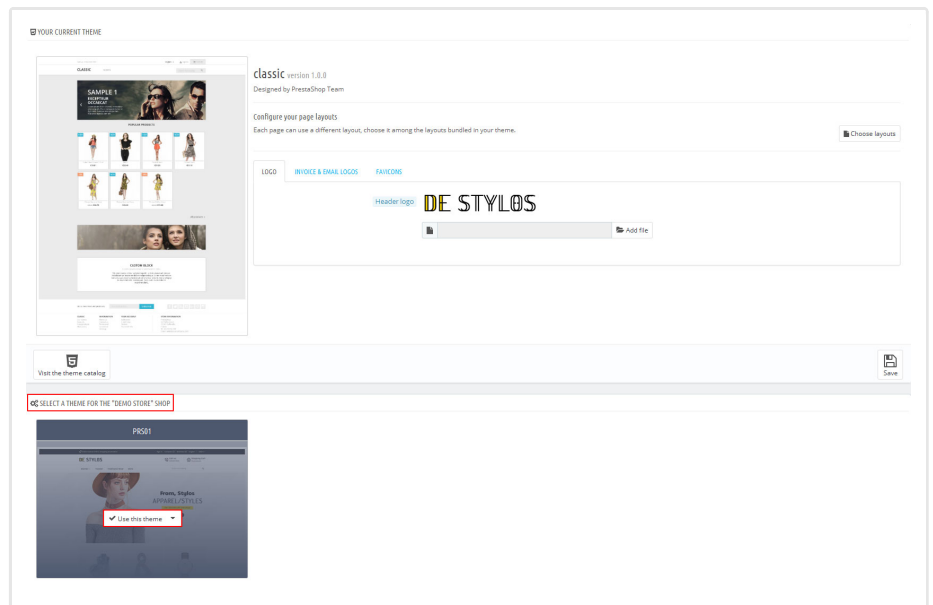 YOUR CURRENT THEME
CLASSIC
SAMPLE 1
EXCEPTEUR
OCCAECAT
POPULAR PRODUCTS
CUSTOM BLOCK
classic version 1.0.0
Designed by PrestaShop Team
Configure your page layouts
Each page can use a different layout, choose it among the layouts bundled in your theme.
Choose layouts
LOGO INVOICE & EMAIL LOGOS FAVICONS
Header logo DE STYLOS
Add file
Visit the theme catalog
Save
SELECT A THEME FOR THE "DEMO STORE" SHOP
PRS01
DE STYLOS
From, Stylos
APPAREL/STYLES
Use this theme